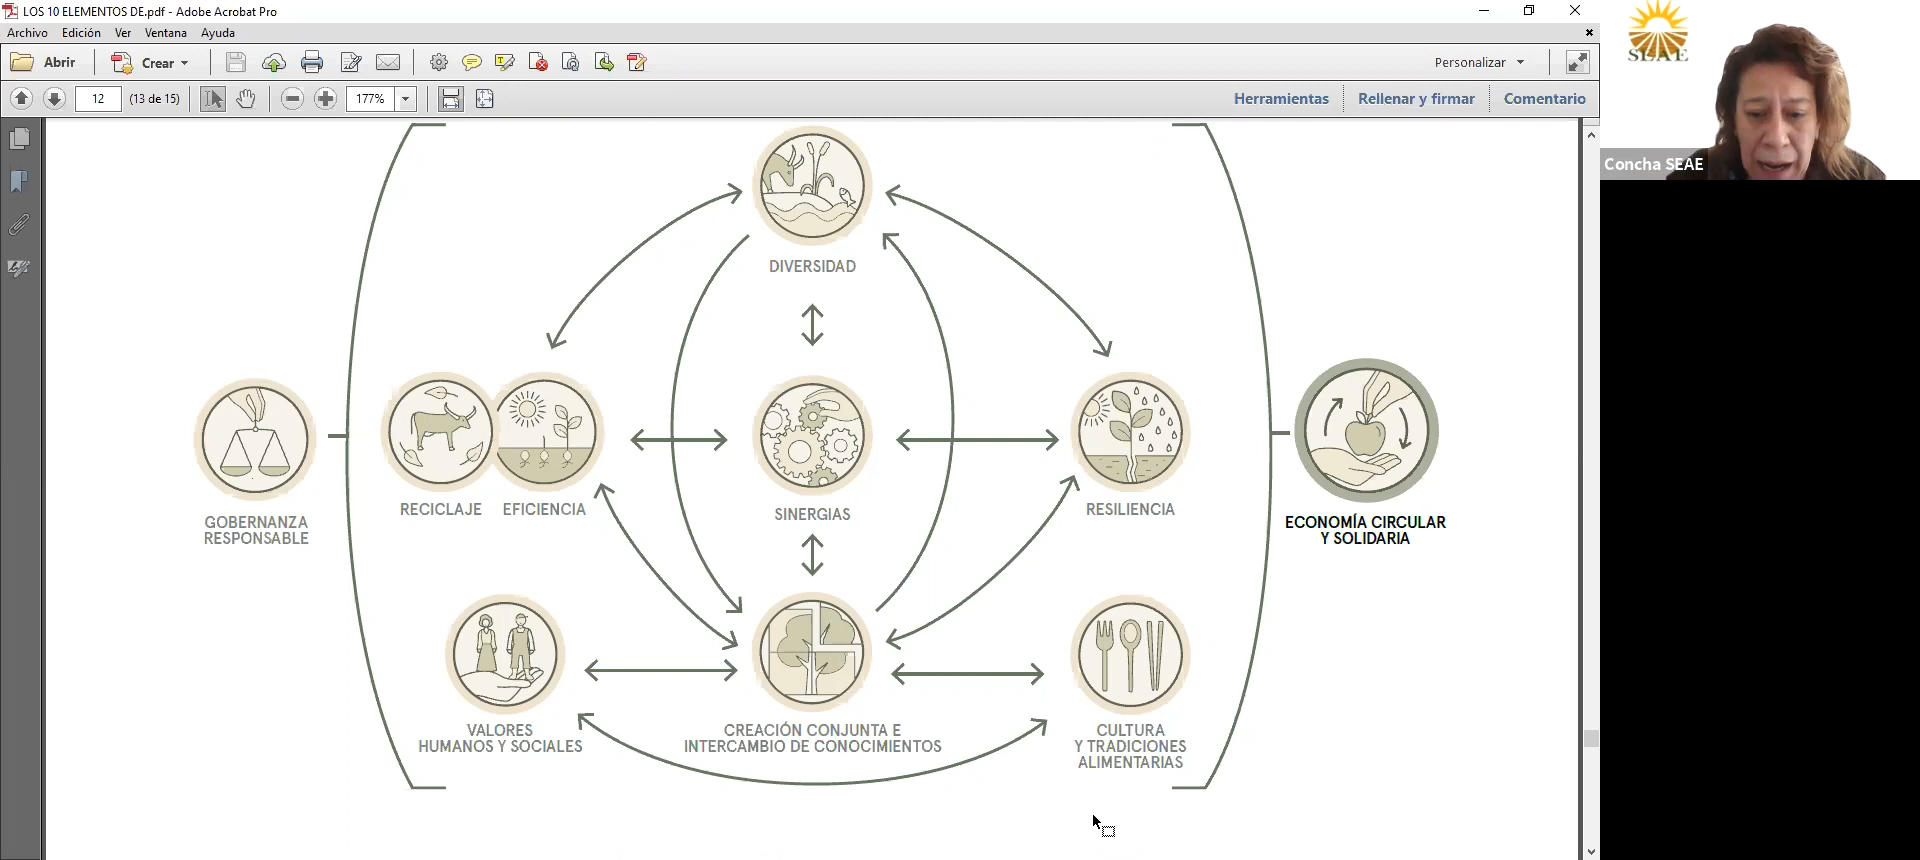 LOS 10 ELEMENTOS DE.pdf - Adobe Acrobat Pro
Archivo Edición Ver Ventana Ayuda
Abrir Crear Personalizar
12 (13 de 15) 177% Herramientas Rellenar y firmar Comentario
SEAE
Concha SEAE
DIVERSIDAD
GOBERNANZA
RESPONSABLE
RECICLAJE
EFICIENCIA
SINERGIAS
RESILIENCIA
ECONOMÍA CIRCULAR
Y SOLIDARIA
VALORES
HUMANOS Y SOCIALES
CREACIÓN CONJUNTA E
INTERCAMBIO DE CONOCIMIENTOS
CULTURA
Y TRADICIONES
ALIMENTARIAS